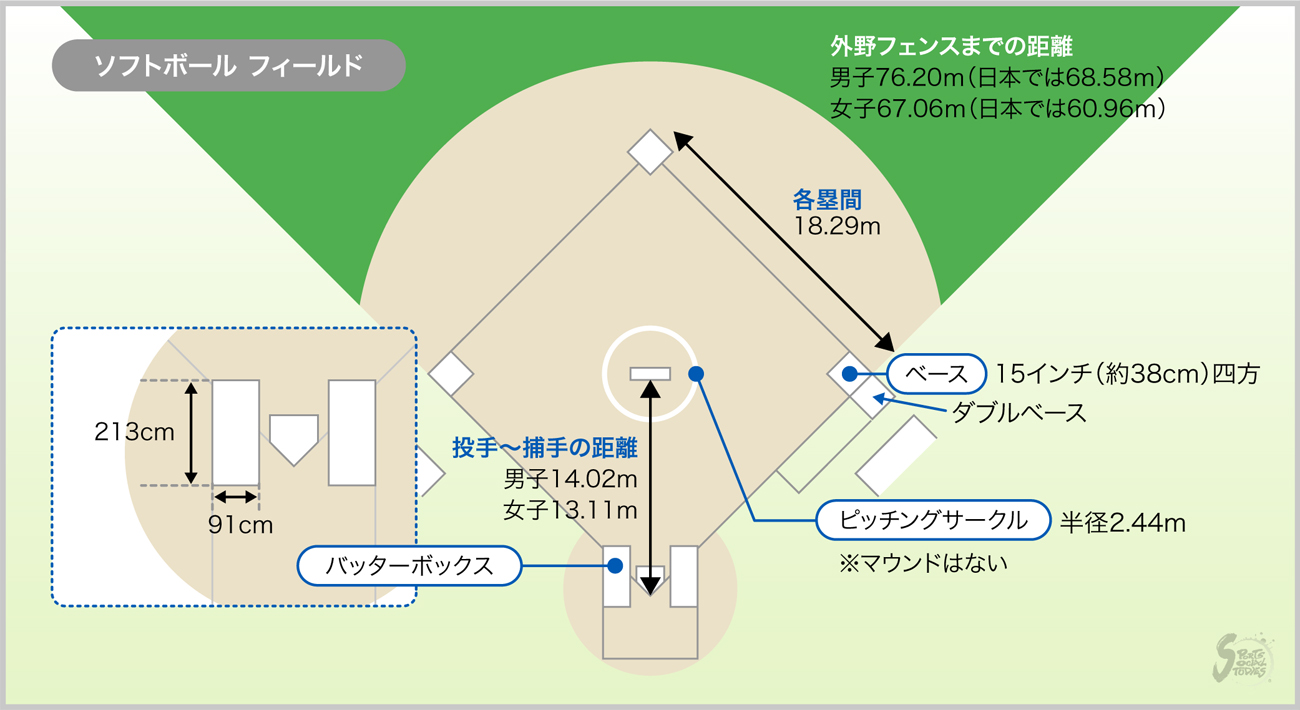 ソフトボール フィールド
外野フェンスまでの距離
男子76.20m（日本では68.58m）
女子67.06m（日本では60.96m）
各塁間
18.29m
ベース 15インチ（約38cm）四方
ダブルベース
213cm
91cm
投手〜捕手の距離
男子14.02m
女子13.11m
ピッチングサークル 半径2.44m
※マウンドはない
バッターボックス
SPORTS
SOCIAL
STORIES